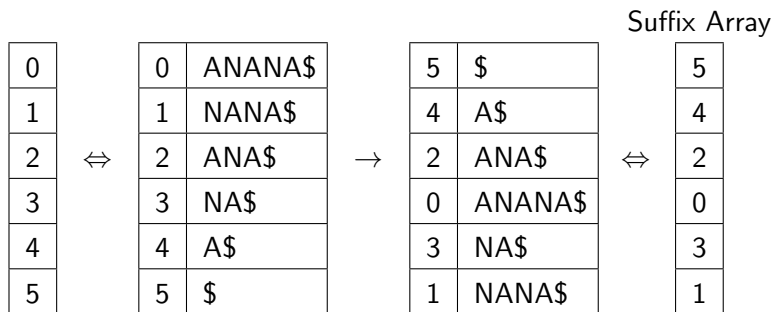 Suffix Array
0 0 ANANA$ 5 $ 5
1 1 NANA$ 4 A$ 4
2 ⇔ 2 ANA$ → 2 ANA$ ⇔ 2
3 3 NA$ 0 ANANA$ 0
4 4 A$ 3 NA$ 3
5 5 $ 1 NANA$ 1